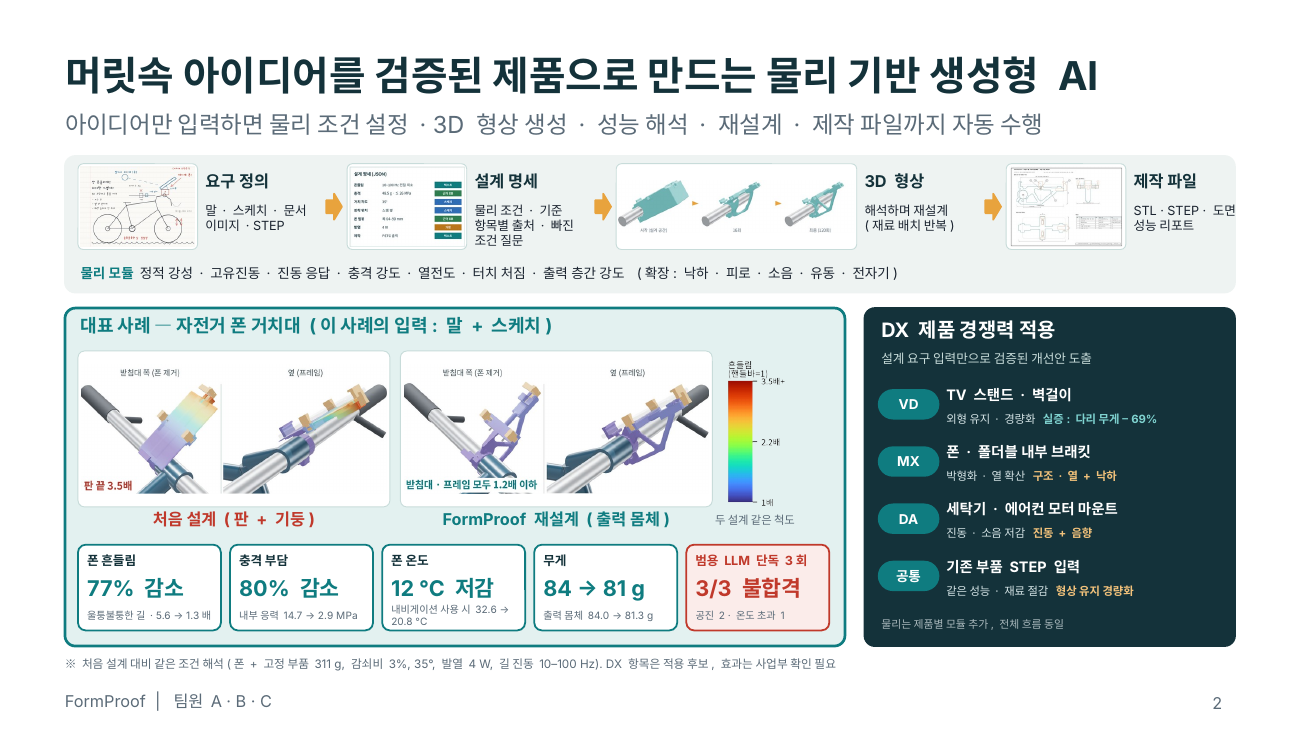 머릿속 아이디어를 검증된 제품으로 만드는 물리 기반 생성형 AI
아이디어만 입력하면 물리 조건 설정 · 3D 형상 생성 · 성능 해석 · 재설계 · 제작 파일까지 자동 수행
요구 정의
말 · 스케치 · 문서
이미지 · STEP
설계 명세 (JSON)
설계 명세
물리 조건 · 기준
항목별 출처 · 빠진
조건 질문
3D 형상
해석하며 재설계
( 재료 배치 반복 )
제작 파일
STL · STEP · 도면
성능 리포트
물리 모듈 정적 강성 · 고유진동 · 진동 응답 · 충격 강도 · 열전도 · 터치 처짐 · 출력 층간 강도 ( 확장 : 낙하 · 피로 · 소음 · 유동 · 전자기 )
대표 사례 — 자전거 폰 거치대 ( 이 사례의 입력 : 말 + 스케치 )
받침대 쪽 (폰 제거)
옆 (프레임)
판 끝 3.5배
처음 설계 ( 판 + 기둥 )
받침대 쪽 (폰 제거)
옆 (프레임)
받침대 · 프레임 모두 1.2배 이하
FormProof 재설계 ( 출력 몸체 )
흔들림
(핸들바=1)
3.5배+
2.2배
1배
두 설계 같은 척도
폰 흔들림
77% 감소
울퉁불퉁한 길 · 5.6 → 1.3 배
충격 부담
80% 감소
내부 응력 14.7 → 2.9 MPa
폰 온도
12 °C 저감
내비게이션 사용 시 32.6 →
20.8 °C
무게
84 → 81 g
출력 몸체 84.0 → 81.3 g
범용 LLM 단독 3 회
3/3 불합격
공진 2 · 온도 초과 1
DX 제품 경쟁력 적용
설계 요구 입력만으로 검증된 개선안 도출
VD
TV 스탠드 · 벽걸이
외형 유지 · 경량화 실증 : 다리 무게 – 69%
MX
폰 · 폴더블 내부 브래킷
박형화 · 열 확산 구조 · 열 + 낙하
DA
세탁기 · 에어컨 모터 마운트
진동 · 소음 저감 진동 + 음향
공통
기존 부품 STEP 입력
같은 성능 · 재료 절감 형상 유지 경량화
물리는 제품별 모듈 추가 , 전체 흐름 동일
※ 처음 설계 대비 같은 조건 해석 ( 폰 + 고정 부품 311 g, 감쇠비 3%, 35°, 발열 4 W, 길 진동 10–100 Hz). DX 항목은 적용 후보 , 효과는 사업부 확인 필요
FormProof | 팀원 A · B · C
2